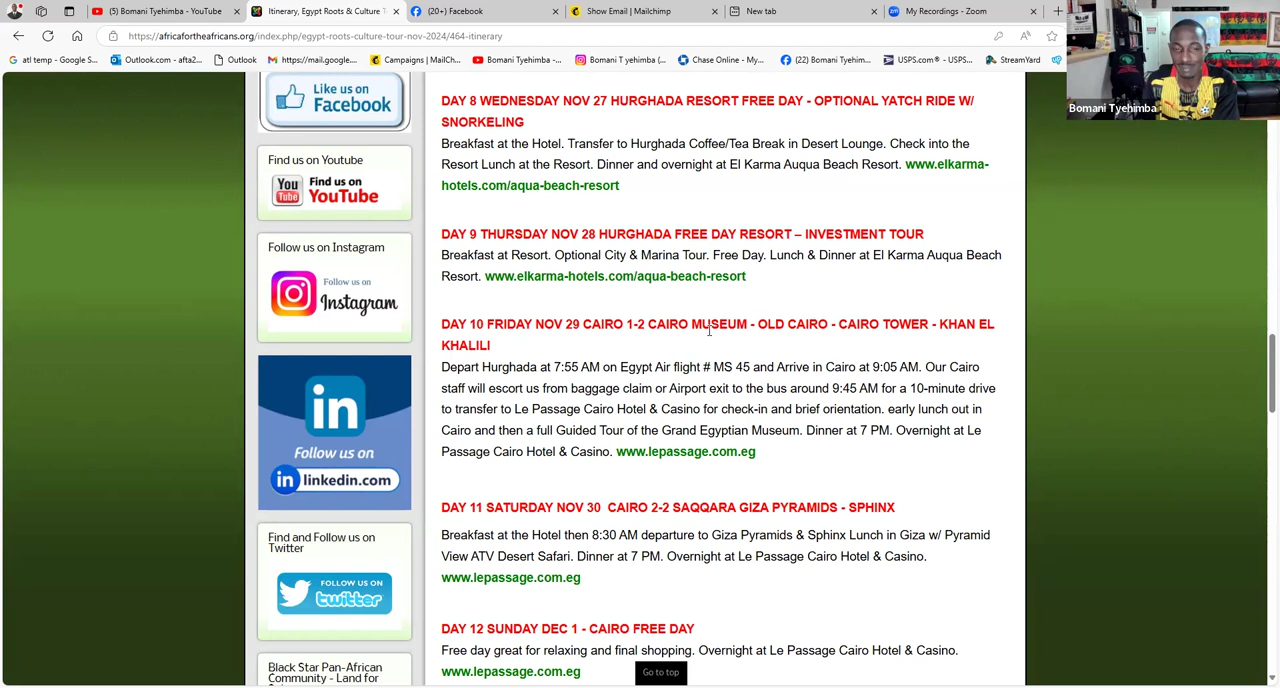 (5) Bomani Tyehimba - YouTube
Itinerary, Egypt Roots & Culture T
(20+) Facebook
Show Email | Mailchimp
New tab
My Recordings - Zoom
https://africafortheafricans.org/index.php/egypt-roots-culture-tour-nov-2024/464-itinerary
atl temp - Google S...
Outlook.com - afta2...
Outlook
https://mail.google....
Campaigns | MailCh...
Bomani Tyehimba -...
Bomani T yehimba (...
Chase Online - My...
(22) Bomani Tyehim...
USPS.com® - USPS...
StreamYard
Bomani Tyehimba
Like us on
Facebook
Find us on Youtube
You
Tube
Find us on
YouTube
Follow us on Instagram
Follow us on
Instagram
in
Follow us on
in linkedin.com
Find and Follow us on
Twitter
FOLLOW US ON
twitter
Black Star Pan-African
Community - Land for
DAY 8 WEDNESDAY NOV 27 HURGHADA RESORT FREE DAY - OPTIONAL YATCH RIDE W/
SNORKELING
Breakfast at the Hotel. Transfer to Hurghada Coffee/Tea Break in Desert Lounge. Check into the
Resort Lunch at the Resort. Dinner and overnight at El Karma Auqua Beach Resort. www.elkarma-
hotels.com/aqua-beach-resort
DAY 9 THURSDAY NOV 28 HURGHADA FREE DAY RESORT – INVESTMENT TOUR
Breakfast at Resort. Optional City & Marina Tour. Free Day. Lunch & Dinner at El Karma Auqua Beach
Resort. www.elkarma-hotels.com/aqua-beach-resort
DAY 10 FRIDAY NOV 29 CAIRO 1-2 CAIRO MUSEUM - OLD CAIRO - CAIRO TOWER - KHAN EL
KHALILI
Depart Hurghada at 7:55 AM on Egypt Air flight # MS 45 and Arrive in Cairo at 9:05 AM. Our Cairo
staff will escort us from baggage claim or Airport exit to the bus around 9:45 AM for a 10-minute drive
to transfer to Le Passage Cairo Hotel & Casino for check-in and brief orientation. early lunch out in
Cairo and then a full Guided Tour of the Grand Egyptian Museum. Dinner at 7 PM. Overnight at Le
Passage Cairo Hotel & Casino. www.lepassage.com.eg
DAY 11 SATURDAY NOV 30 CAIRO 2-2 SAQQARA GIZA PYRAMIDS - SPHINX
Breakfast at the Hotel then 8:30 AM departure to Giza Pyramids & Sphinx Lunch in Giza w/ Pyramid
View ATV Desert Safari. Dinner at 7 PM. Overnight at Le Passage Cairo Hotel & Casino.
www.lepassage.com.eg
DAY 12 SUNDAY DEC 1 - CAIRO FREE DAY
Free day great for relaxing and final shopping. Overnight at Le Passage Cairo Hotel & Casino.
www.lepassage.com.eg
Go to top